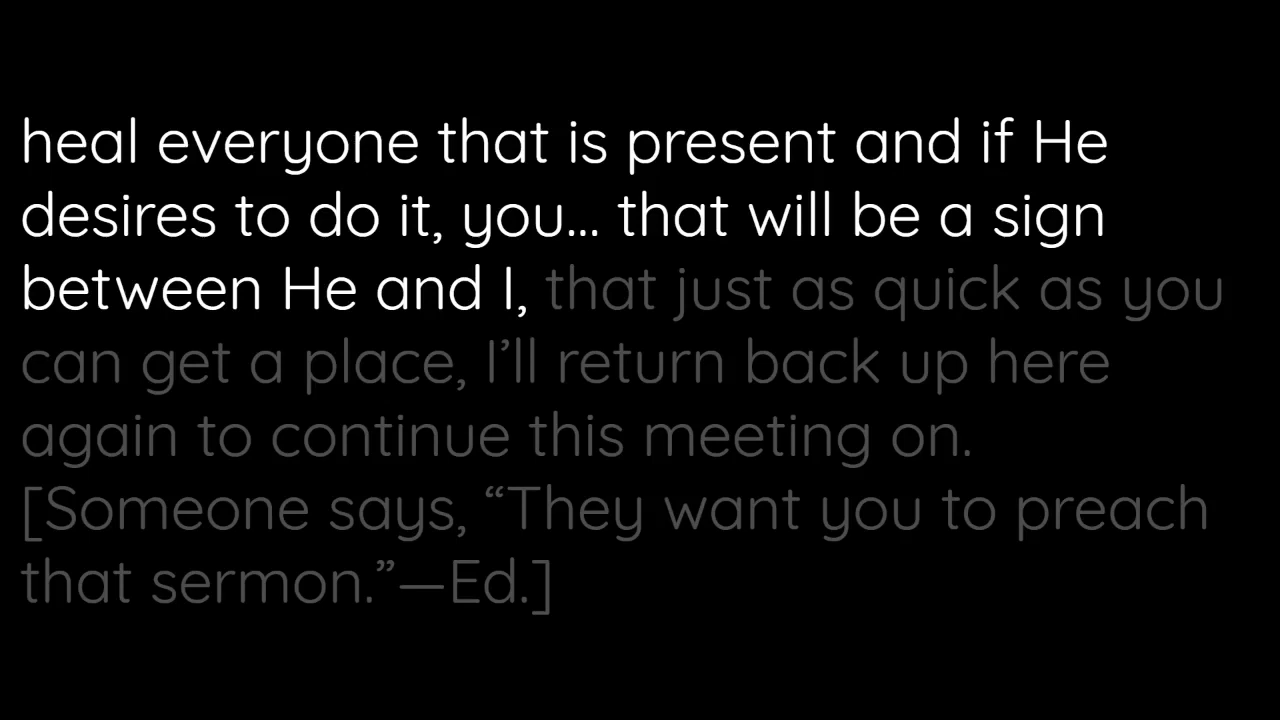 heal everyone that is present and if He
desires to do it, you... that will be a sign
between He and I, that just as quick as you
can get a place, I’ll return back up here
again to continue this meeting on.
[Someone says, “They want you to preach
that sermon.”—Ed.]